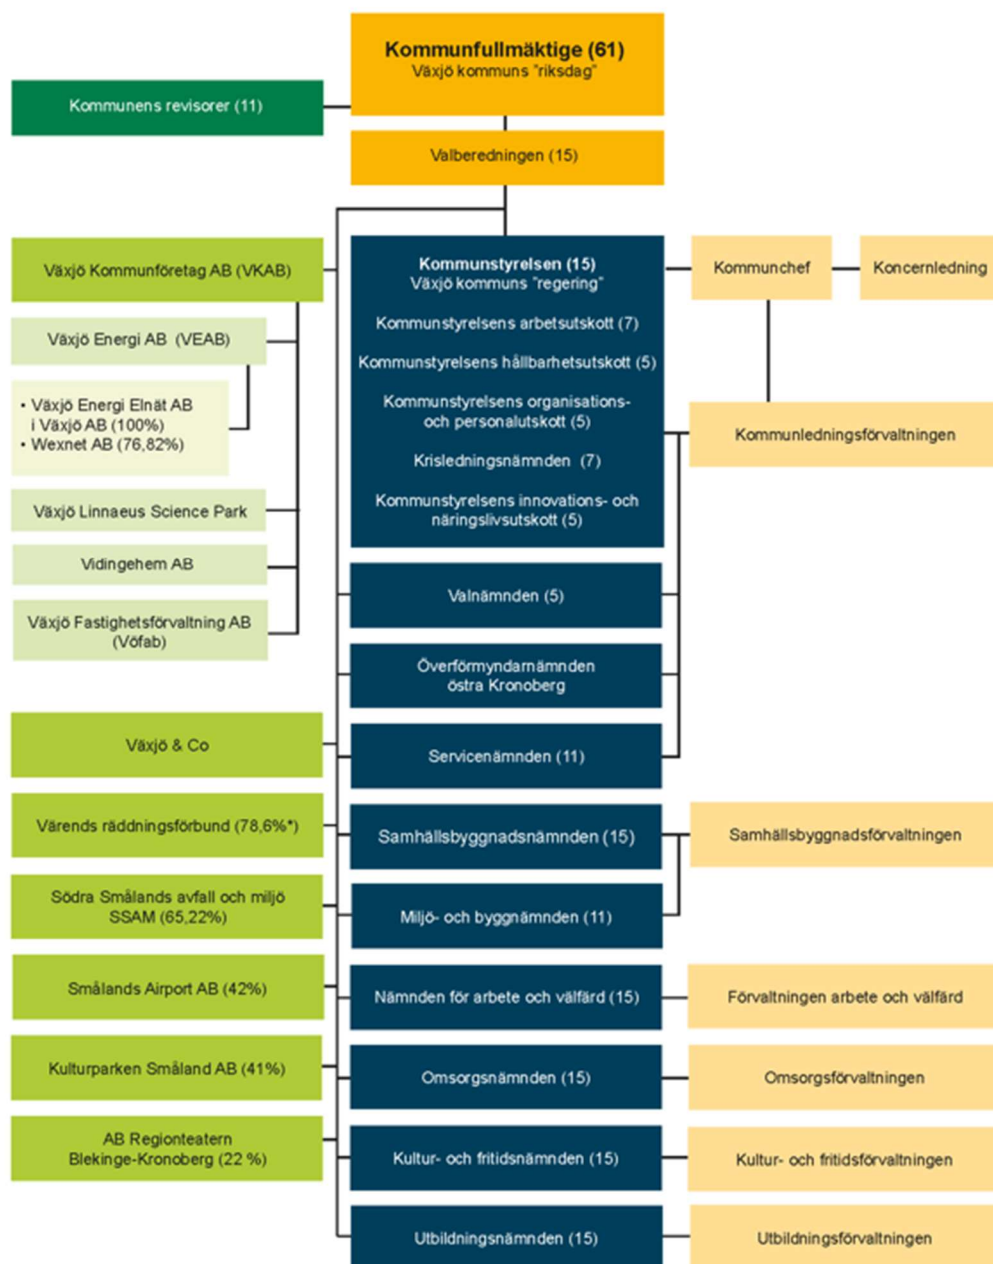 Kommunfullmäktige (61)
Växjö kommuns "riksdag"
Kommunens revisorer (11)
Valberedningen (15)
Växjö Kommunföretag AB (VKAB)
Växjö Energi AB (VEAB)
• Växjö Energi Elnät AB
i Växjö AB (100%)
• Wexnet AB (76,82%)
Växjö Linnaeus Science Park
Vidingehem AB
Växjö Fastighetsförvaltning AB
(Vöfab)
Växjö & Co
Värends räddningsförbund (78,6%*)
Södra Smålands avfall och miljö
SSAM (65,22%)
Smålands Airport AB (42%)
Kulturparken Småland AB (41%)
AB Regionteatern
Blekinge-Kronoberg (22 %)
Kommunstyrelsen (15)
Växjö kommuns "regering"
Kommunstyrelsens arbetsutskott (7)
Kommunstyrelsens hållbarhetsutskott (5)
Kommunstyrelsens organisations-
och personalutskott (5)
Krisledningsnämnden (7)
Kommunstyrelsens innovations- och
näringslivsutskott (5)
Valnämnden (5)
Överförmyndarnämnden
östra Kronoberg
Servicenämnden (11)
Samhällsbyggnadsnämnden (15)
Miljö- och byggnämnden (11)
Nämnden för arbete och välfärd (15)
Omsorgsnämnden (15)
Kultur- och fritidsnämnden (15)
Utbildningsnämnden (15)
Kommunchef
Koncernledning
Kommunledningsförvaltningen
Samhällsbyggnadsförvaltningen
Förvaltningen arbete och välfärd
Omsorgsförvaltningen
Kultur- och fritidsförvaltningen
Utbildningsförvaltningen